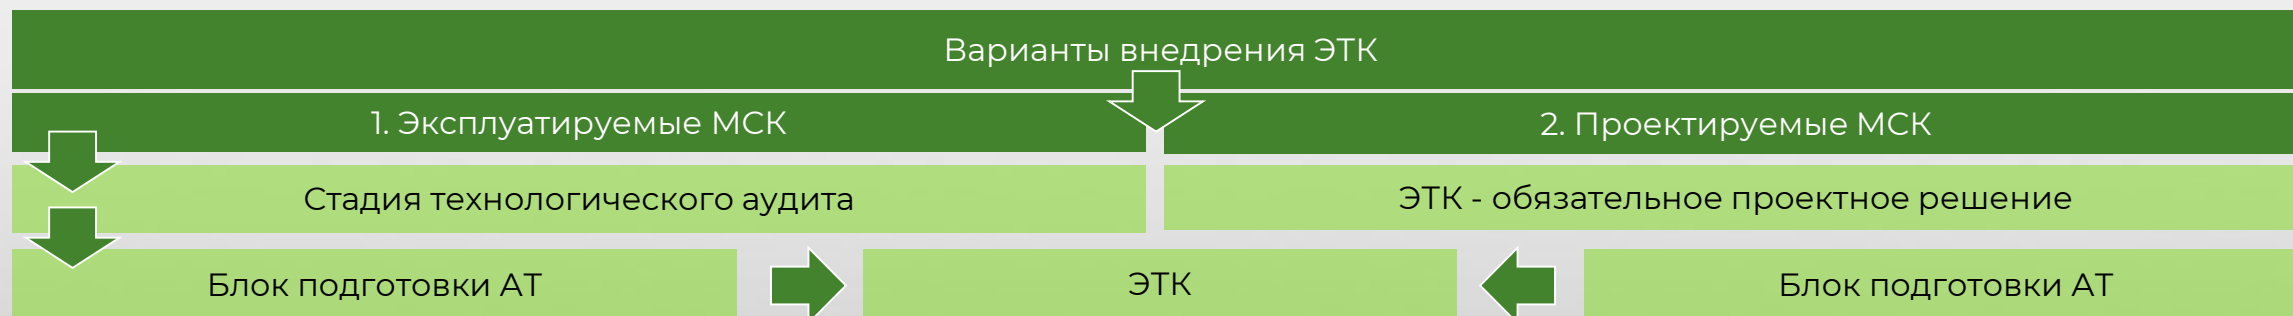 Варианты внедрения ЭТК
1. Эксплуатируемые МСК
2. Проектируемые МСК
Стадия технологического аудита
ЭТК - обязательное проектное решение
Блок подготовки АТ
ЭТК
Блок подготовки АТ